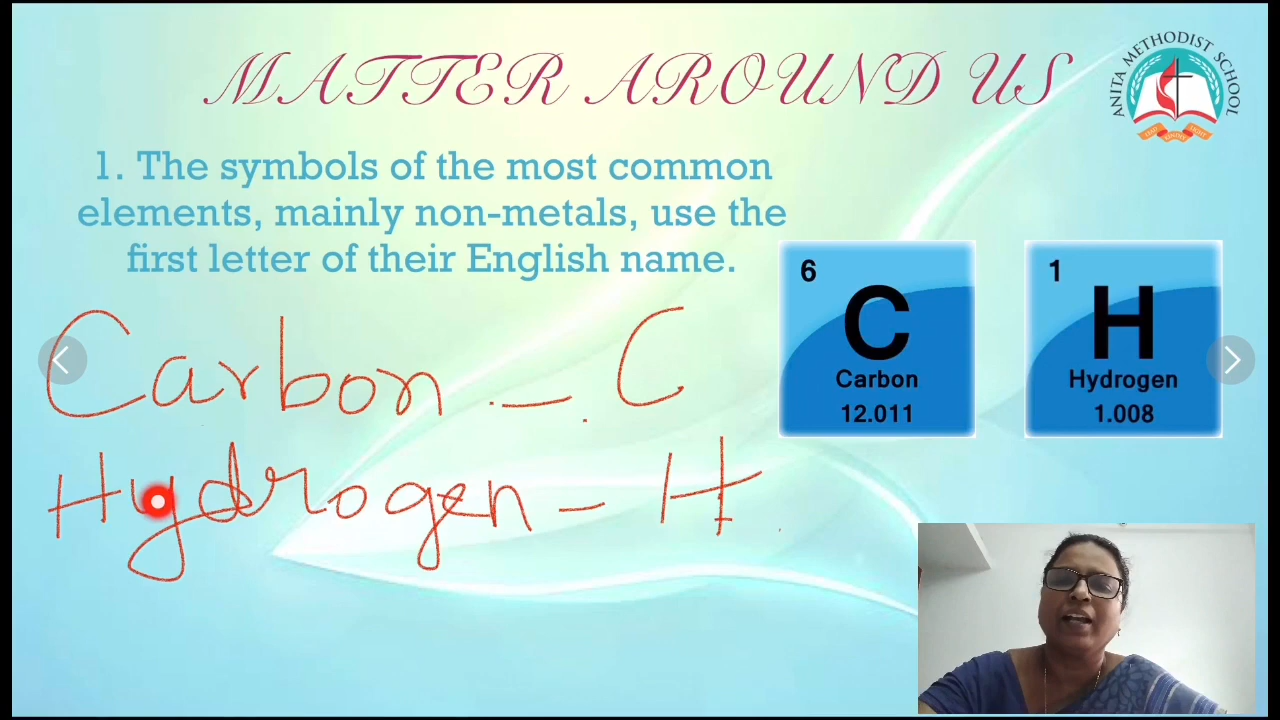 MATTER AROUND US
ANITA METHODIST SCHOOL
1. The symbols of the most common
elements, mainly non-metals, use the
first letter of their English name.
6
C
Carbon
12.011
1
H
Hydrogen
1.008
Carbon - C
Hydrogen - H